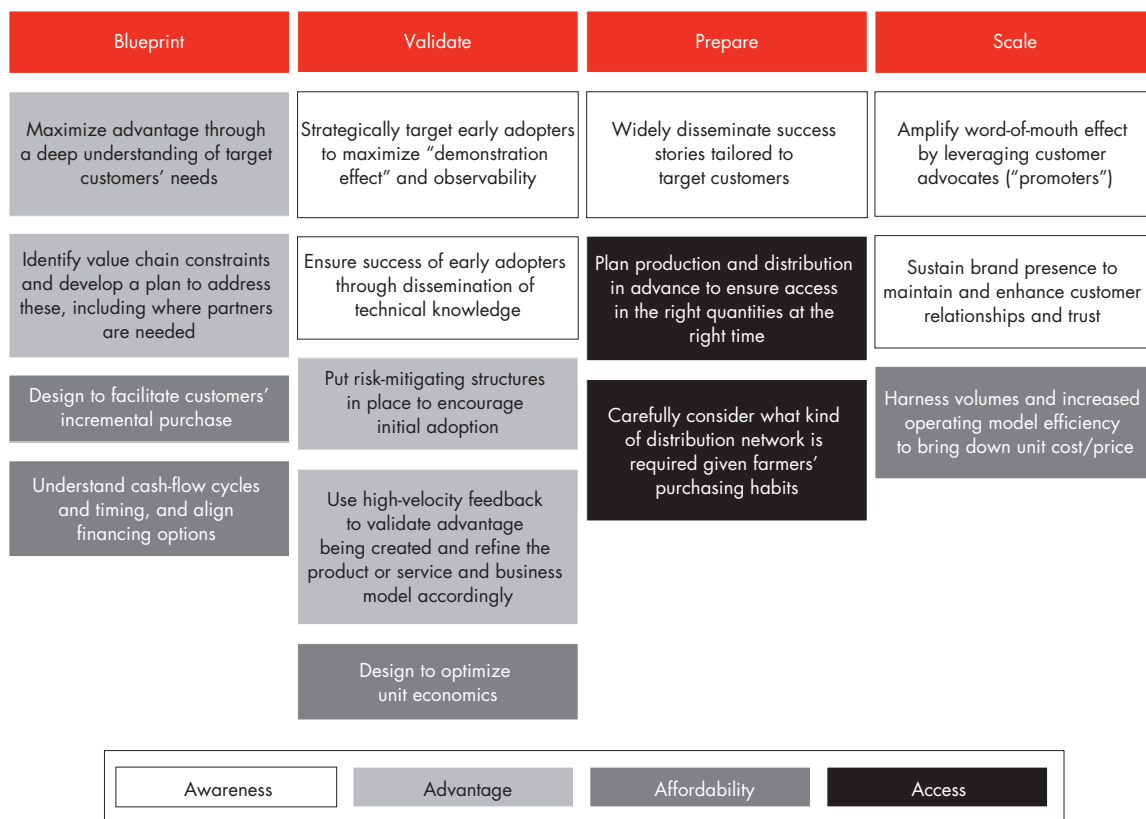 Blueprint
Maximize advantage through
a deep understanding of target
customers’ needs
Identify value chain constraints
and develop a plan to address
these, including where partners
are needed
Design to facilitate customers’
incremental purchase
Understand cash-flow cycles
and timing, and align
financing options
Validate
Strategically target early adopters
to maximize “demonstration
effect” and observability
Ensure success of early adopters
through dissemination of
technical knowledge
Put risk-mitigating structures
in place to encourage
initial adoption
Use high-velocity feedback
to validate advantage
being created and refine the
product or service and business
model accordingly
Design to optimize
unit economics
Prepare
Widely disseminate success
stories tailored to
target customers
Plan production and distribution
in advance to ensure access
in the right quantities at the
right time
Carefully consider what kind
of distribution network is
required given farmers’
purchasing habits
Scale
Amplify word-of-mouth effect
by leveraging customer
advocates (“promoters”)
Sustain brand presence to
maintain and enhance customer
relationships and trust
Harness volumes and increased
operating model efficiency
to bring down unit cost/price
Awareness
Advantage
Affordability
Access